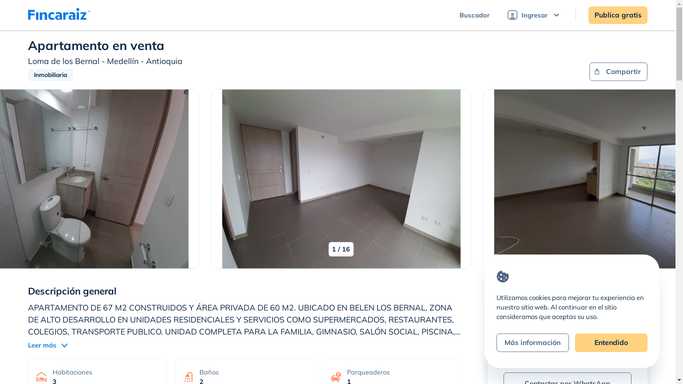 Fincaraiz
Buscador
Ingresar
Publica gratis
Apartamento en venta
Loma de los Bernal - Medellín - Antioquia
Inmobiliaria
Compartir
1 / 16
Descripción general
APARTAMENTO DE 67 M2 CONSTRUIDOS Y ÁREA PRIVADA DE 60 M2. UBICADO EN BELEN LOS BERNAL, ZONA
DE ALTO DESARROLLO EN UNIDADES RESIDENCIALES Y SERVICIOS COMO SUPERMERCADOS, RESTAURANTES,
COLEGIOS, TRANSPORTE PUBLICO. UNIDAD COMPLETA PARA LA FAMILIA, GIMNASIO, SALÓN SOCIAL, PISCINA,...
Leer más
Habitaciones
3
Baños
2
Parqueaderos
1
Utilizamos cookies para mejorar tu experiencia en
nuestro sitio web. Al continuar en el sitio
consideramos que aceptas su uso.
Más información
Entendido
Contactar por WhatsApp